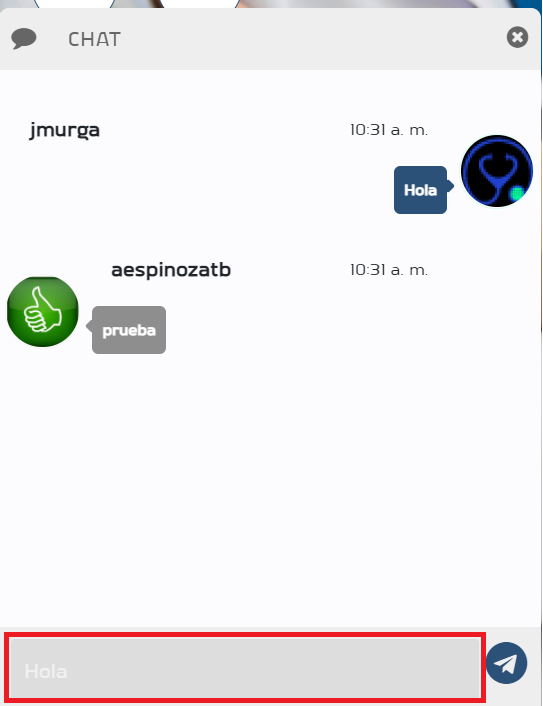 CHAT
jmurga 10:31 a. m.
Hola
aespinozatb 10:31 a. m.
prueba
Hola